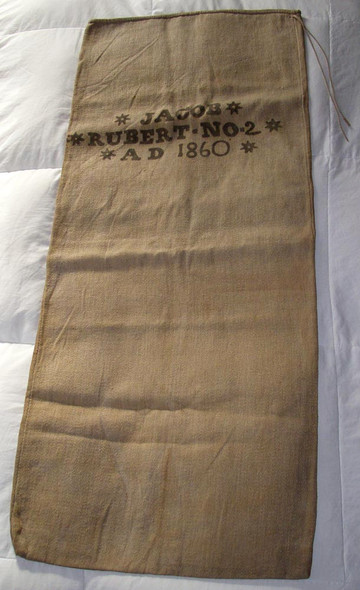 * JACOB *
* RUBERT · NO · 2 *
* AD 1860 *